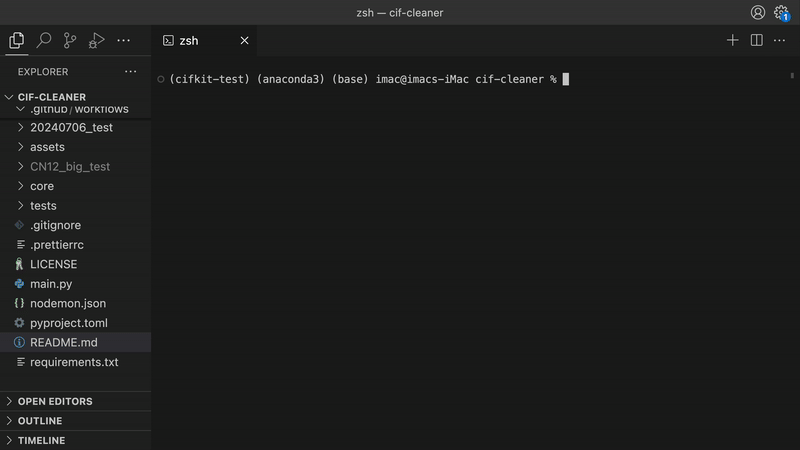 zsh — cif-cleaner
1
zsh
EXPLORER
(cifkit-test) (anaconda3) (base) imac@imacs-iMac cif-cleaner %
CIF-CLEANER
.github/workflows
20240706_test
assets
CN12_big_test
core
tests
.gitignore
.prettierrc
LICENSE
main.py
nodemon.json
pyproject.toml
README.md
requirements.txt
OPEN EDITORS
OUTLINE
TIMELINE